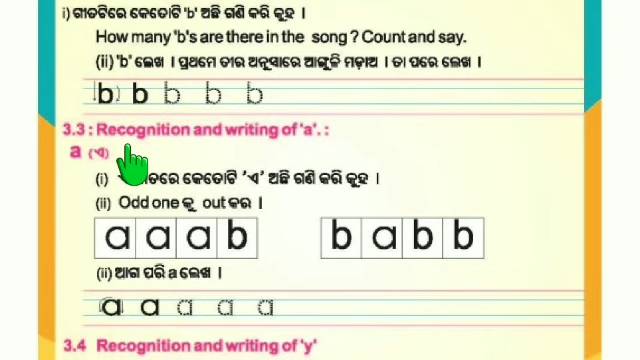 i) ଗୀତଟିରେ କେତୋଟି 'b' ଅଛି ଗଣି କରି କୁହ ।
How many 'b's are there in the song ? Count and say.
(ii) 'b' ଲେଖ । ପ୍ରଥମେ ତୀର ଅନୁସାରେ ଆଙ୍ଗୁଳି ମଡ଼ାଅ । ତା ପରେ ଲେଖ ।
b b b b b
3.3 : Recognition and writing of 'a'. :
a (ଏ)
(i) ଗୀତରେ କେତୋଟି 'ଏ' ଅଛି ଗଣି କରି କୁହ ।
(ii) Odd one କୁ out କର ।
a a a b b a b b
(ii) ଆଗ ପରି a ଲେଖ ।
a a a a a
3.4 Recognition and writing of 'y'